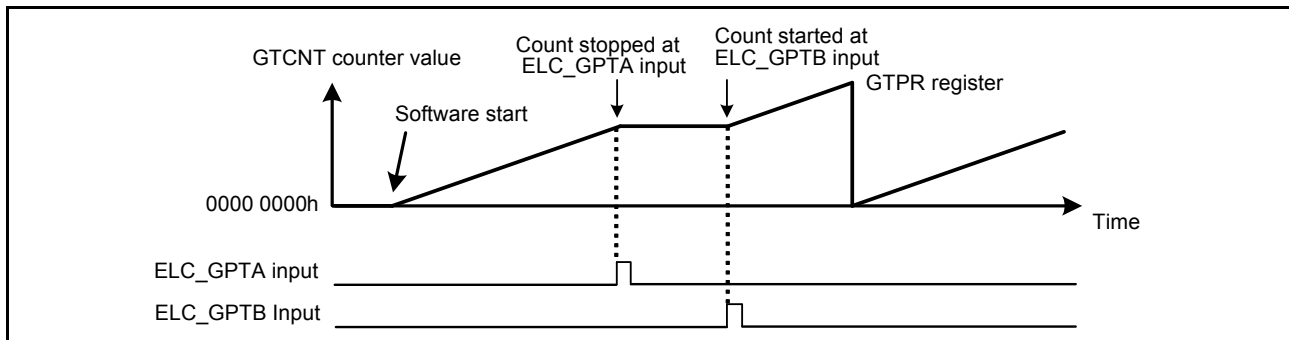 GTCNT counter value
Software start
Count stopped at
ELC_GPTA input
Count started at
ELC_GPTB input
GTPR register
0000 0000h
Time
ELC_GPTA input
ELC_GPTB Input